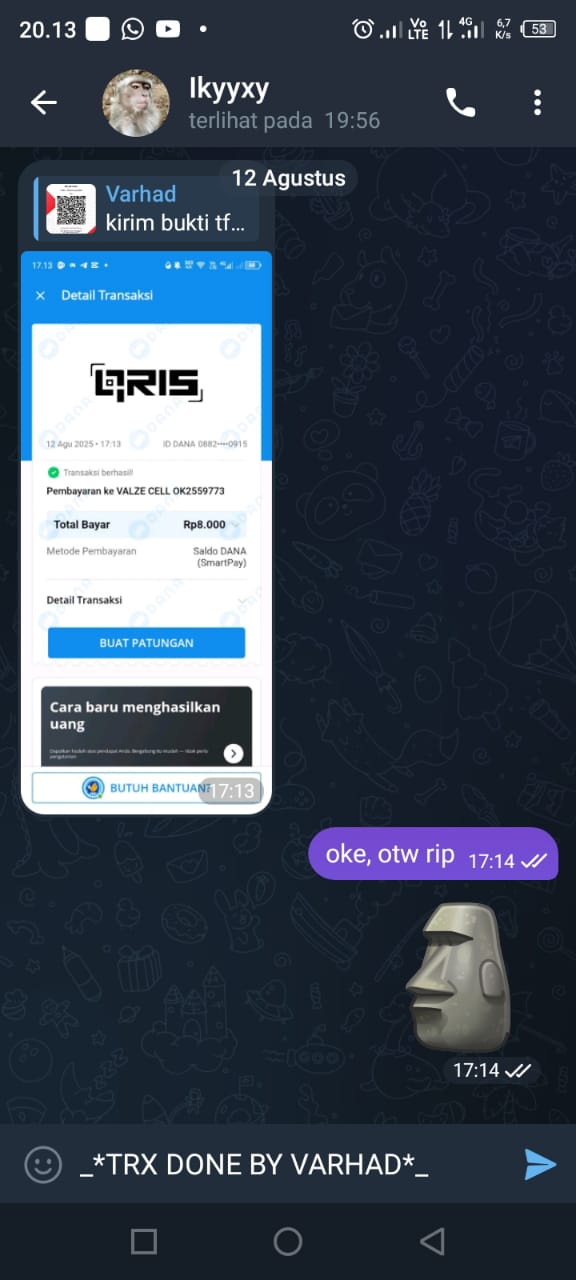 20.13
Vo
LTE
4G
6,7
K/s
53
Ikyyxy
terlihat pada 19:56
12 Agustus
Varhad
kirim bukti tf...
17.13
Detail Transaksi
QRIS
12 Agu 2025 • 17:13
ID DANA 0882••••0915
Transaksi berhasil!
Pembayaran ke VALZE CELL OK2559773
Total Bayar
Rp8.000
Metode Pembayaran
Saldo DANA
(SmartPay)
Detail Transaksi
BUAT PATUNGAN
Cara baru menghasilkan
uang
BUTUH BANTUAN?
17:13
oke, otw rip 17:14
17:14
_*TRX DONE BY VARHAD*_